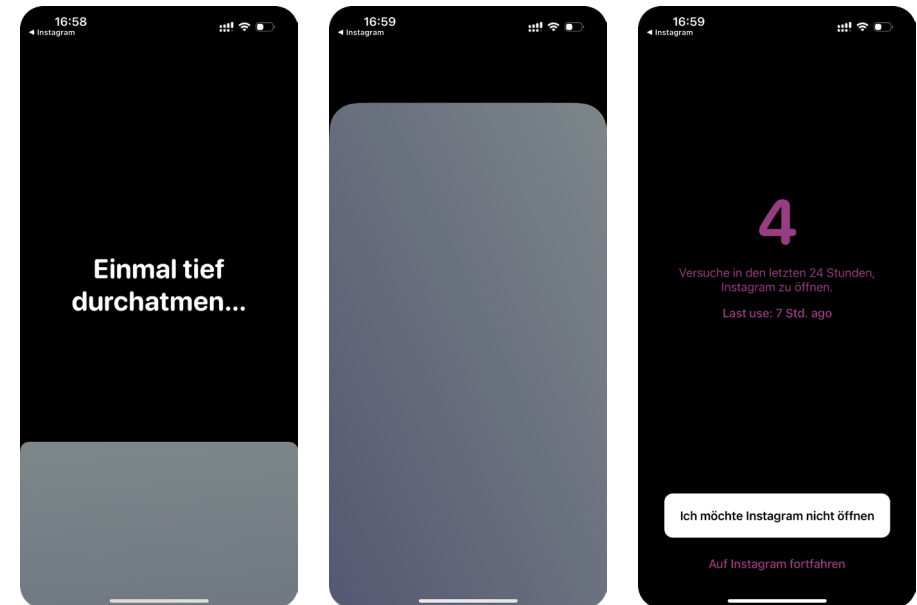 16:58
◀ Instagram
Einmal tief
durchatmen...
16:59
◀ Instagram
16:59
◀ Instagram
4
Versuche in den letzten 24 Stunden,
Instagram zu öffnen.
Last use: 7 Std. ago
Ich möchte Instagram nicht öffnen
Auf Instagram fortfahren